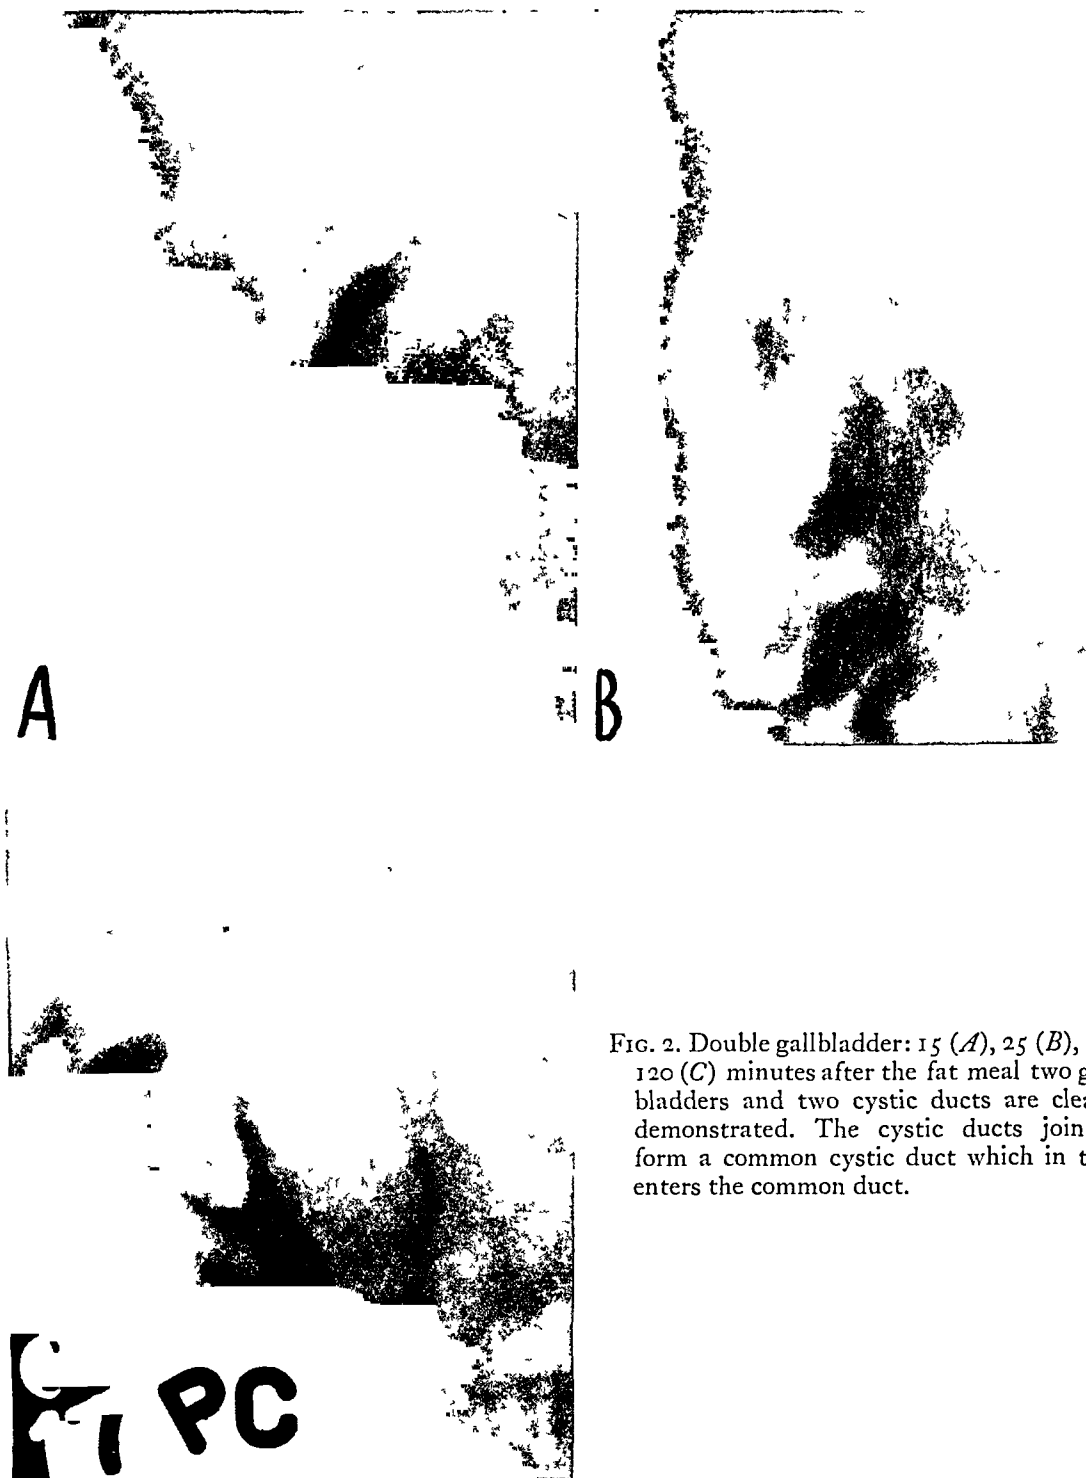 A
B
FIG. 2. Double gallbladder: 15 (A), 25 (B),
120 (C) minutes after the fat meal two g
bladders and two cystic ducts are clea
demonstrated. The cystic ducts join
form a common cystic duct which in t
enters the common duct.
C
PC